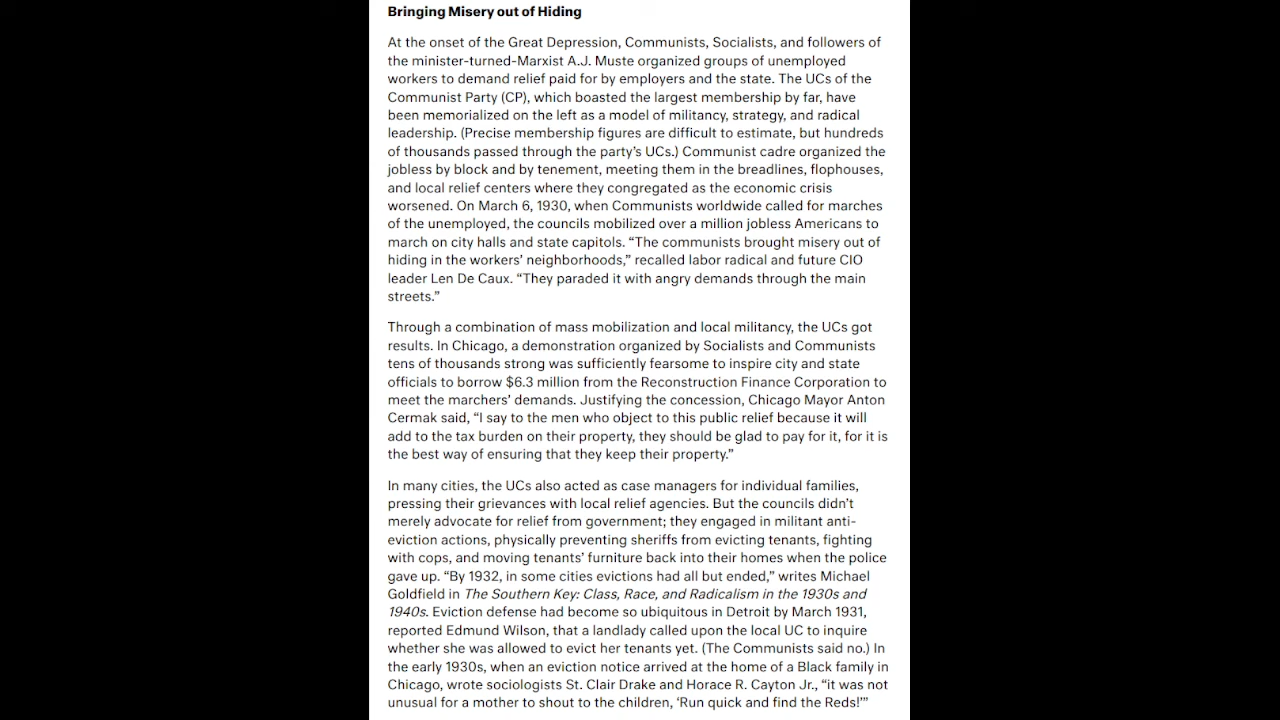 Bringing Misery out of Hiding
At the onset of the Great Depression, Communists, Socialists, and followers of
the minister-turned-Marxist A.J. Muste organized groups of unemployed
workers to demand relief paid for by employers and the state. The UCs of the
Communist Party (CP), which boasted the largest membership by far, have
been memorialized on the left as a model of militancy, strategy, and radical
leadership. (Precise membership figures are difficult to estimate, but hundreds
of thousands passed through the party’s UCs.) Communist cadre organized the
jobless by block and by tenement, meeting them in the breadlines, flophouses,
and local relief centers where they congregated as the economic crisis
worsened. On March 6, 1930, when Communists worldwide called for marches
of the unemployed, the councils mobilized over a million jobless Americans to
march on city halls and state capitols. “The communists brought misery out of
hiding in the workers’ neighborhoods,” recalled labor radical and future CIO
leader Len De Caux. “They paraded it with angry demands through the main
streets.”
Through a combination of mass mobilization and local militancy, the UCs got
results. In Chicago, a demonstration organized by Socialists and Communists
tens of thousands strong was sufficiently fearsome to inspire city and state
officials to borrow $6.3 million from the Reconstruction Finance Corporation to
meet the marchers’ demands. Justifying the concession, Chicago Mayor Anton
Cermak said, “I say to the men who object to this public relief because it will
add to the tax burden on their property, they should be glad to pay for it, for it is
the best way of ensuring that they keep their property.”
In many cities, the UCs also acted as case managers for individual families,
pressing their grievances with local relief agencies. But the councils didn’t
merely advocate for relief from government; they engaged in militant anti-
eviction actions, physically preventing sheriffs from evicting tenants, fighting
with cops, and moving tenants’ furniture back into their homes when the police
gave up. “By 1932, in some cities evictions had all but ended,” writes Michael
Goldfield in The Southern Key: Class, Race, and Radicalism in the 1930s and
1940s. Eviction defense had become so ubiquitous in Detroit by March 1931,
reported Edmund Wilson, that a landlady called upon the local UC to inquire
whether she was allowed to evict her tenants yet. (The Communists said no.) In
the early 1930s, when an eviction notice arrived at the home of a Black family in
Chicago, wrote sociologists St. Clair Drake and Horace R. Cayton Jr., “it was not
unusual for a mother to shout to the children, ‘Run quick and find the Reds!’”